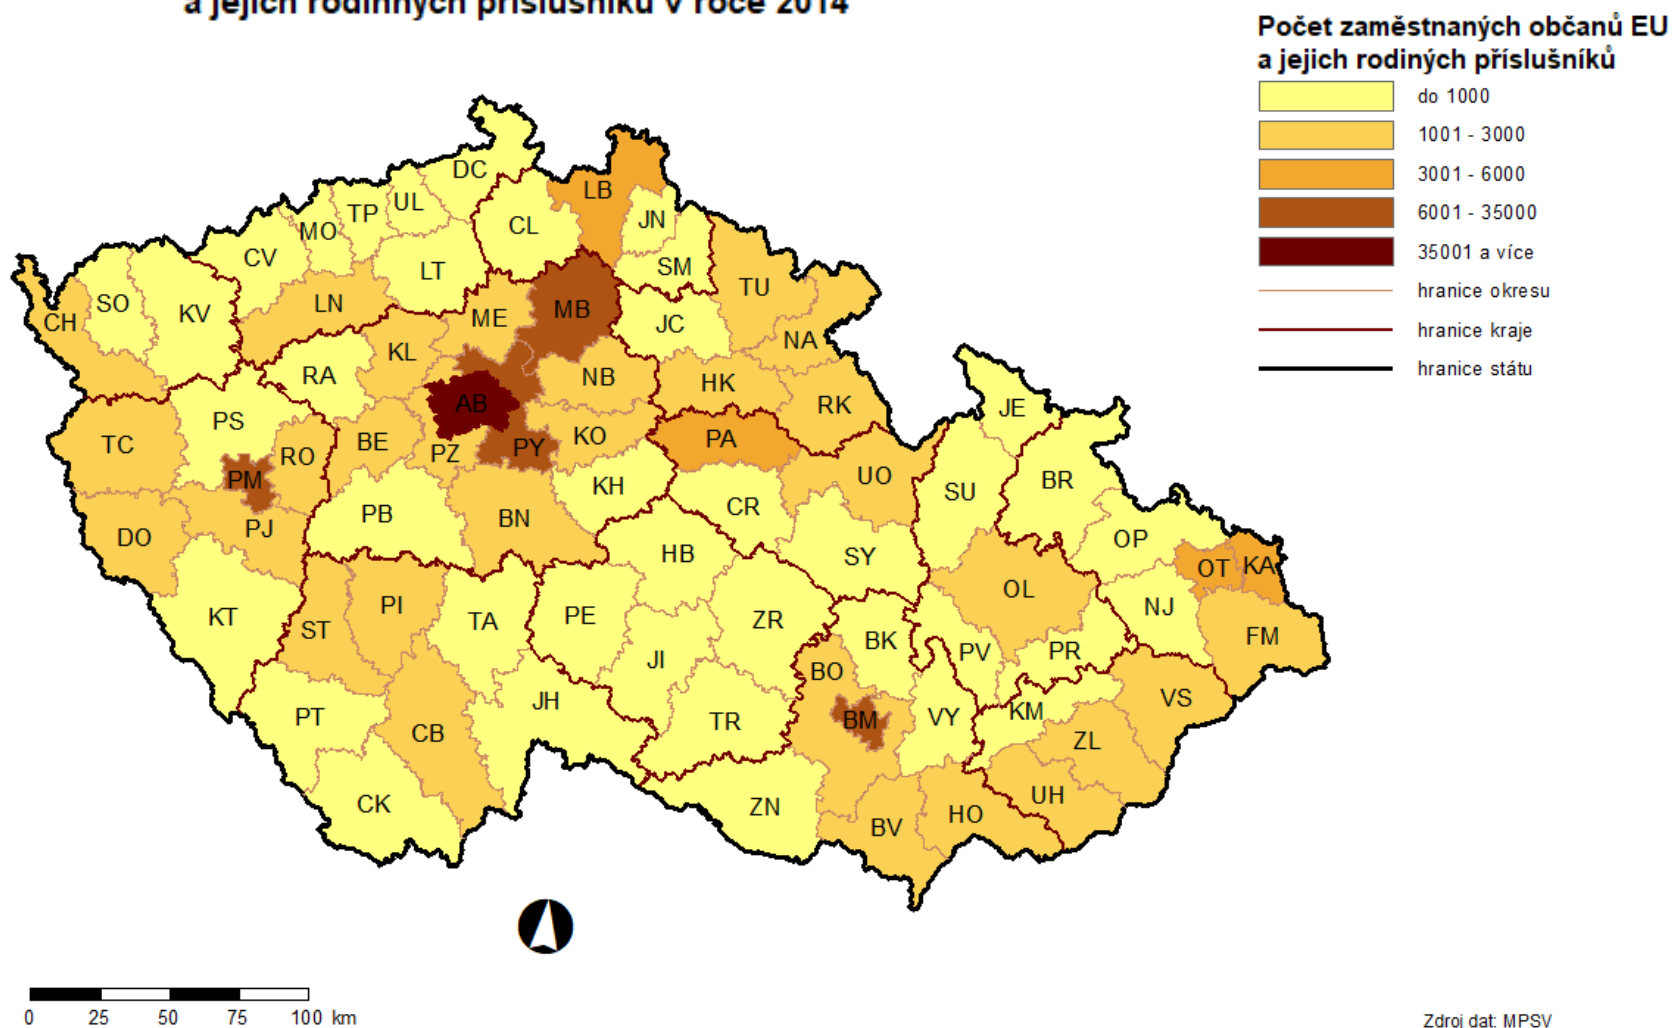 a jejich rodinných příslušníků v roce 2014
Počet zaměstnaných občanů EU
a jejich rodiných příslušníků
do 1000
1001 - 3000
3001 - 6000
6001 - 35000
35001 a více
hranice okresu
hranice kraje
hranice státu
DC
LB
UL
TP
JN
MO
CL
CV
LT
SM
TU
SO
LN
KV
CH
ME
MB
JC
NA
KL
RA
NB
HK
AB
RK
JE
PS
TC
BE
RO
PZ
PY
KO
PA
PM
UO
BR
SU
KH
CR
PB
BN
PJ
DO
OP
HB
SY
OT
KA
OL
NJ
PI
KT
ST
TA
PE
ZR
BK
FM
PV
PR
JI
BO
VS
JH
PT
TR
BM
VY
KM
CB
ZL
UH
CK
ZN
BV
HO
0 25 50 75 100 km
Zdroj dat: MPSV